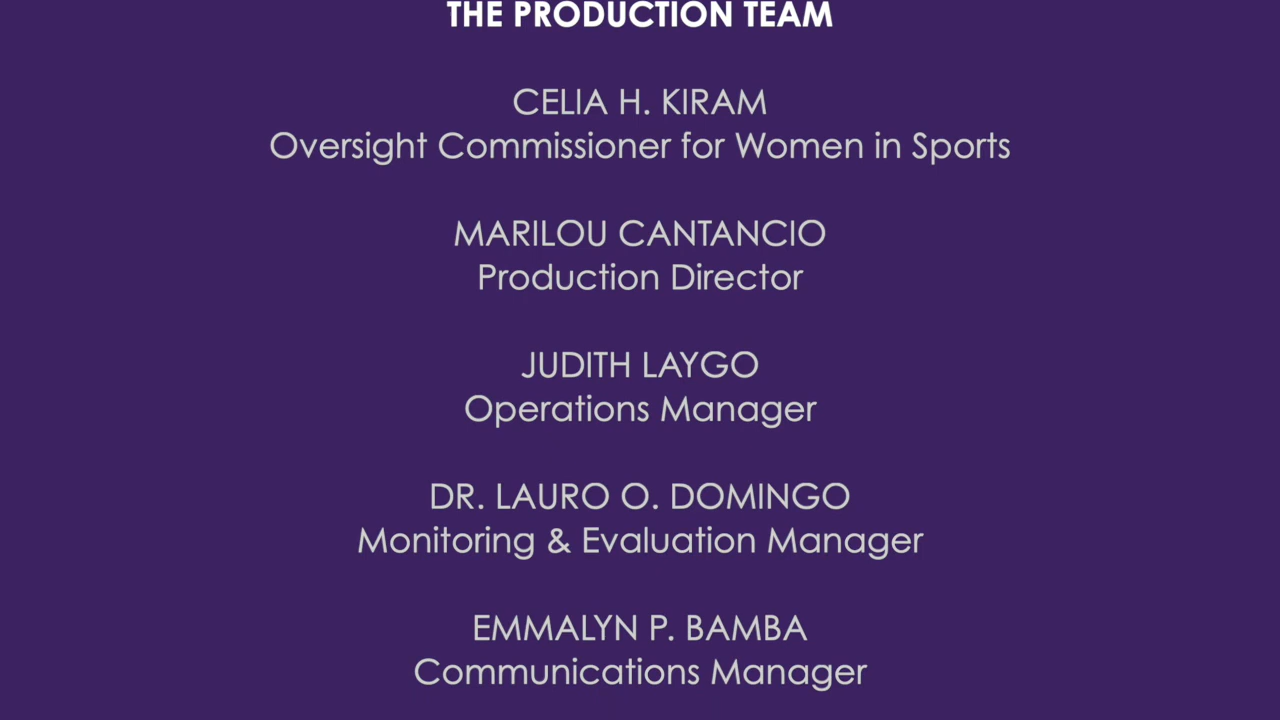 THE PRODUCTION TEAM
CELIA H. KIRAM
Oversight Commissioner for Women in Sports
MARILOU CANTANCIO
Production Director
JUDITH LAYGO
Operations Manager
DR. LAURO O. DOMINGO
Monitoring & Evaluation Manager
EMMALYN P. BAMBA
Communications Manager